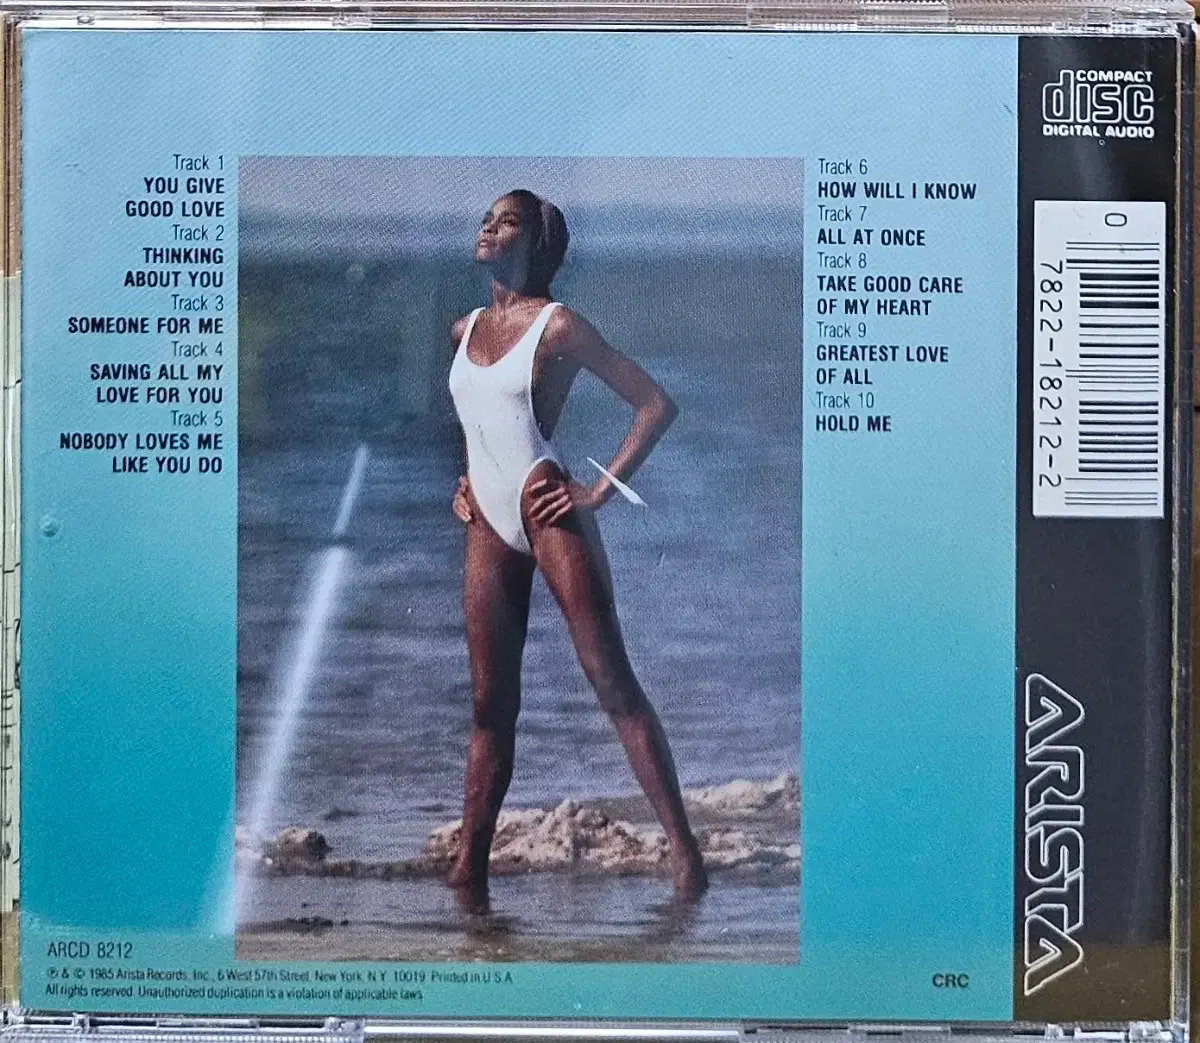 Track 1
YOU GIVE
GOOD LOVE
Track 2
THINKING
ABOUT YOU
Track 3
SOMEONE FOR ME
Track 4
SAVING ALL MY
LOVE FOR YOU
Track 5
NOBODY LOVES ME
LIKE YOU DO
Track 6
HOW WILL I KNOW
Track 7
ALL AT ONCE
Track 8
TAKE GOOD CARE
OF MY HEART
Track 9
GREATEST LOVE
OF ALL
Track 10
HOLD ME
COMPACT
disc
DIGITAL AUDIO
0
7822-18212-2
ARISTA
ARCD 8212
℗ & © 1985 Arista Records, Inc., 6 West 57th Street, New York, N.Y. 10019 Printed in U.S.A.
All rights reserved. Unauthorized duplication is a violation of applicable laws.
CRC